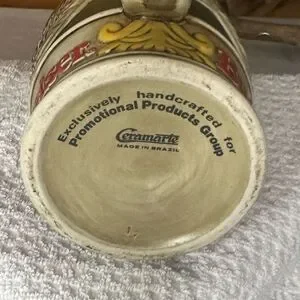 Exclusively handcrafted for
Promotional Products Group
Ceramarte
MADE IN BRAZIL